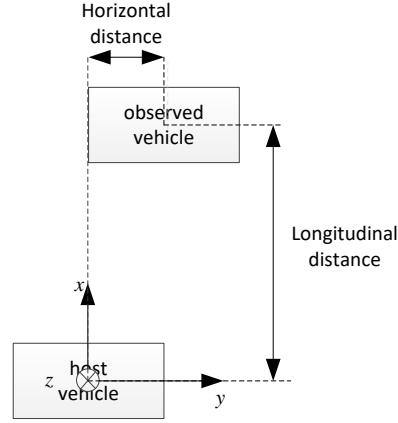 Horizontal
distance
observed
vehicle
Longitudinal
distance
x
host
vehicle
z
y